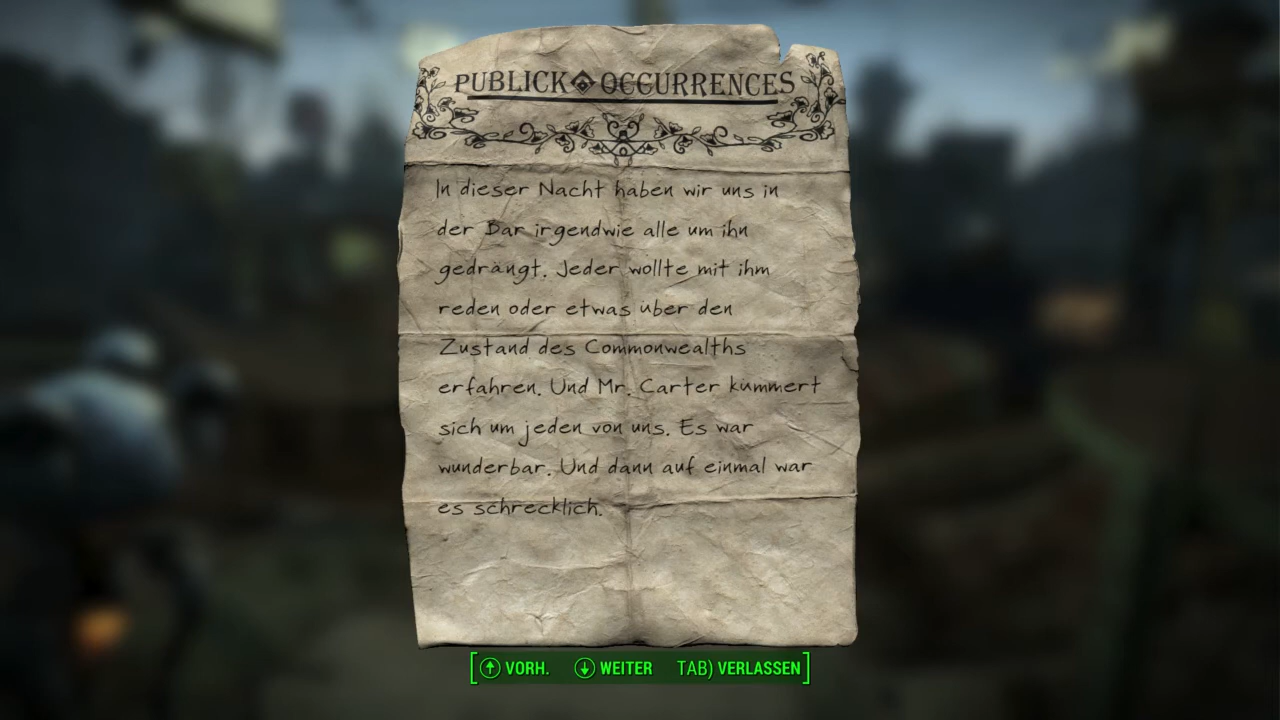 PUBLICK OCCURRENCES
In dieser Nacht haben wir uns in
der Bar irgendwie alle um ihn
gedrängt. Jeder wollte mit ihm
reden oder etwas über den
Zustand des Commonwealths
erfahren. Und Mr. Carter kümmert
sich um jeden von uns. Es war
wunderbar. Und dann auf einmal war
es schrecklich.
VORH. WEITER TAB) VERLASSEN